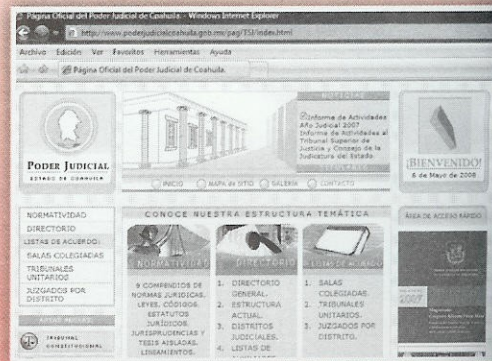 Página Oficial del Poder Judicial de Coahuila. - Windows Internet Explorer
http://www.poderjudicialcoahuila.gob.mx/pag/TSJ/index.html
Archivo Edición Ver Favoritos Herramientas Ayuda
Página Oficial del Poder Judicial de Coahuila.
PODER JUDICIAL
ESTADO DE COAHUILA
NOTICIAS
Informe de Actividades
Año Judicial 2007
Informe de Actividades al
Tribunal Superior de
Justicia y Consejo de la
Judicatura del Estado.
INICIO MAPA de SITIO GALERÍA CONTACTO
¡BIENVENIDO!
6 de Mayo de 2008
NORMATIVIDAD
DIRECTORIO
LISTAS DE ACUERDO:
SALAS COLEGIADAS
TRIBUNALES
UNITARIOS
JUZGADOS POR
DISTRITO
TRIBUNAL
CONSTITUCIONAL
CONOCE NUESTRA ESTRUCTURA TEMÁTICA
NORMATIVIDAD
9 COMPENDIOS DE
NORMAS JURÍDICAS,
LEYES, CÓDIGOS,
ESTATUTOS
JURÍDICOS,
JURISPRUDENCIAS Y
TESIS AISLADAS,
LINEAMIENTOS.
DIRECTORIO
1. DIRECTORIO
GENERAL.
2. ESTRUCTURA
ACTUAL.
3. DISTRITOS
JUDICIALES.
4. LISTAS DE
LISTAS DE ACUERDO
1. SALAS
COLEGIADAS.
2. TRIBUNALES
UNITARIOS.
3. JUZGADOS POR
DISTRITO.
ÁREA DE ACCESO RÁPIDO
2007